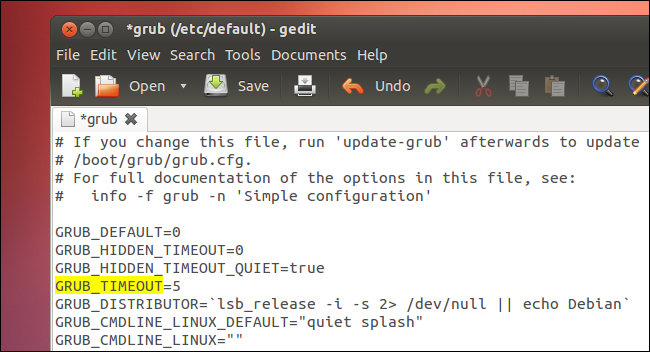 *grub (/etc/default) - gedit
File Edit View Search Tools Documents Help
Open Save Undo
*grub
# If you change this file, run 'update-grub' afterwards to update
# /boot/grub/grub.cfg.
# For full documentation of the options in this file, see:
#   info -f grub -n 'Simple configuration'
GRUB_DEFAULT=0
GRUB_HIDDEN_TIMEOUT=0
GRUB_HIDDEN_TIMEOUT_QUIET=true
GRUB_TIMEOUT=5
GRUB_DISTRIBUTOR=`lsb_release -i -s 2> /dev/null || echo Debian`
GRUB_CMDLINE_LINUX_DEFAULT="quiet splash"
GRUB_CMDLINE_LINUX=""